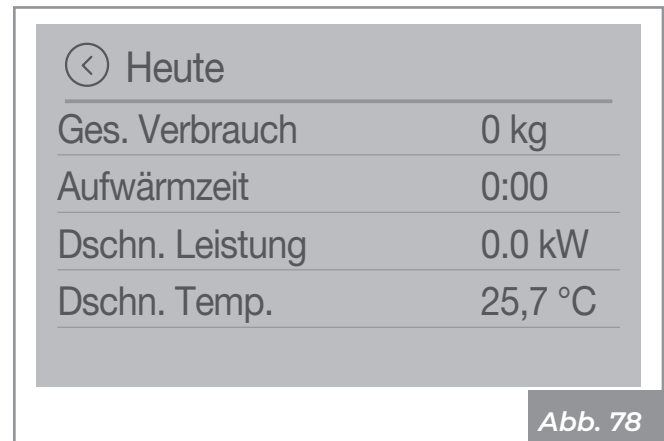 Heute
Ges. Verbrauch 0 kg
Aufwärmzeit 0:00
Dschn. Leistung 0.0 kW
Dschn. Temp. 25,7 °C
Abb. 78